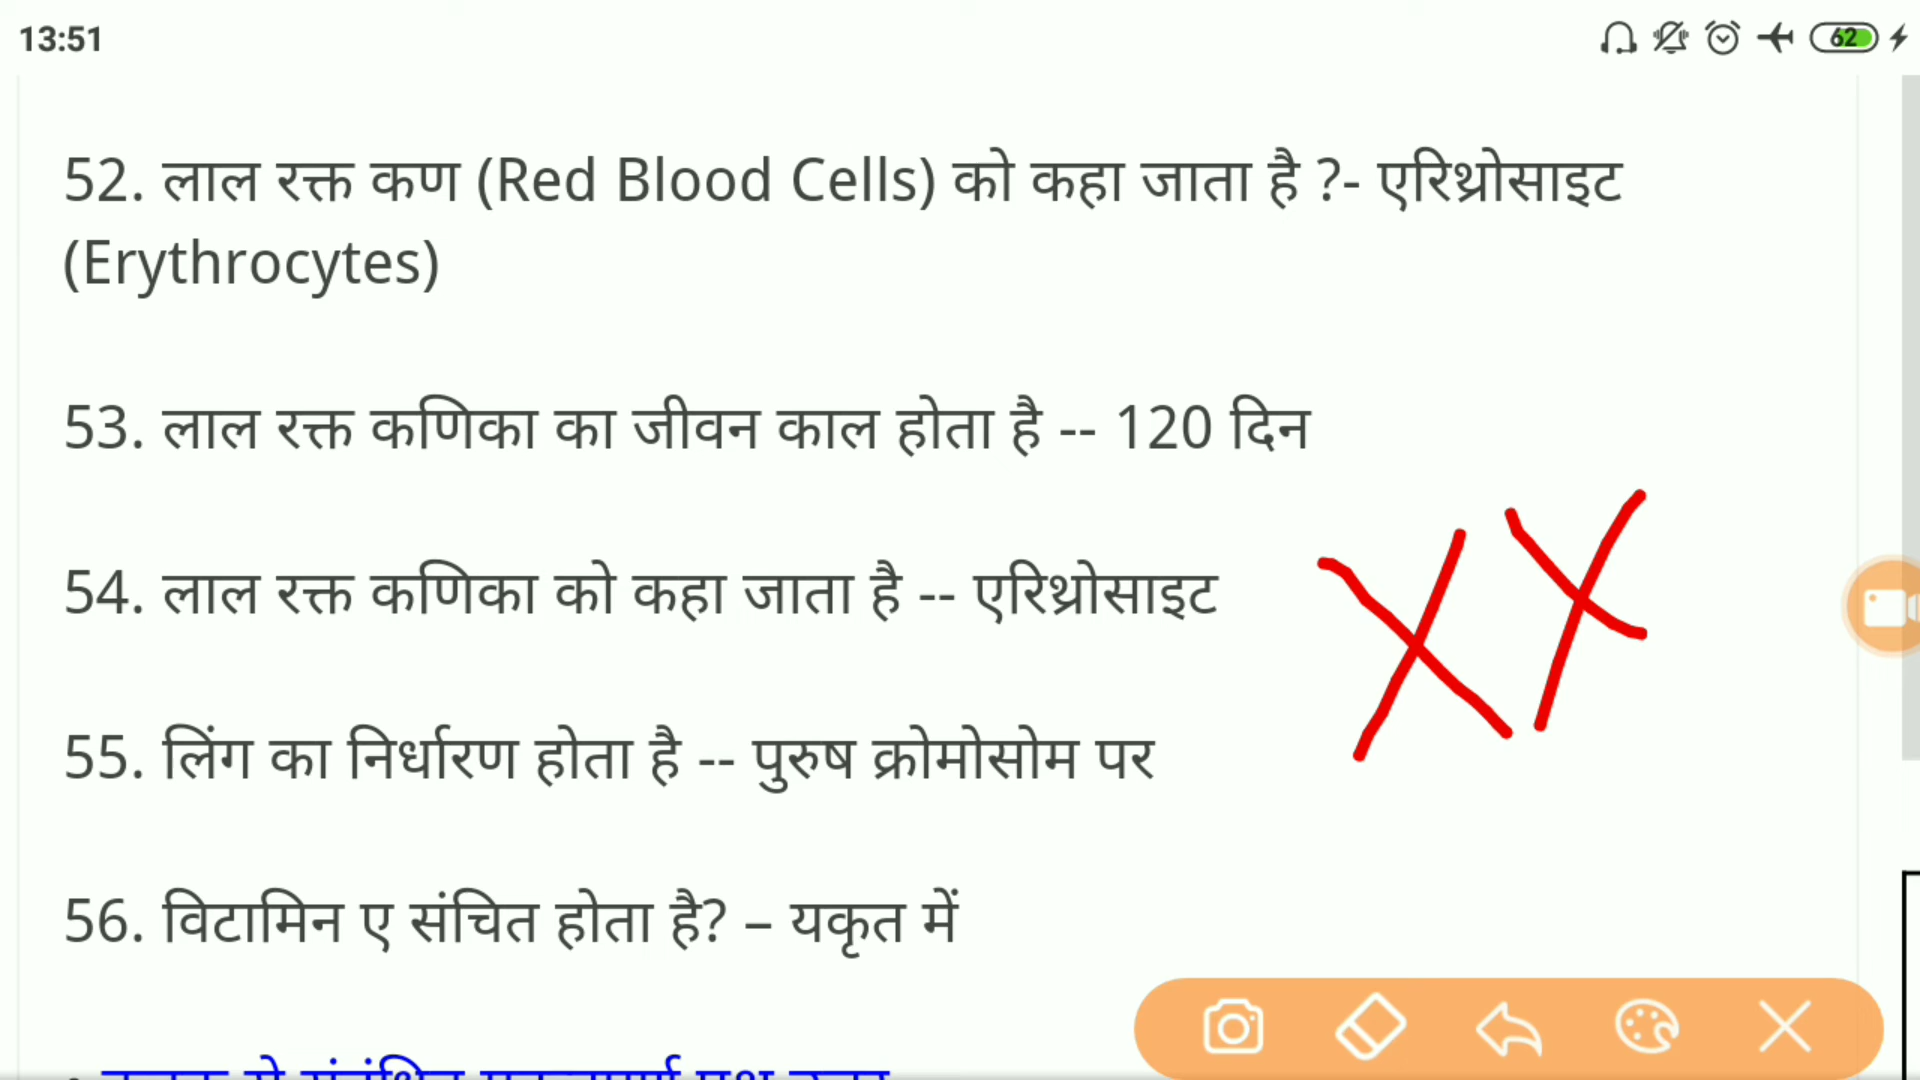 13:51
62
52. लाल रक्त कण (Red Blood Cells) को कहा जाता है ?- एरिथ्रोसाइट
(Erythrocytes)
53. लाल रक्त कणिका का जीवन काल होता है -- 120 दिन
54. लाल रक्त कणिका को कहा जाता है -- एरिथ्रोसाइट
XX
55. लिंग का निर्धारण होता है -- पुरुष क्रोमोसोम पर
56. विटामिन ए संचित होता है? – यकृत में